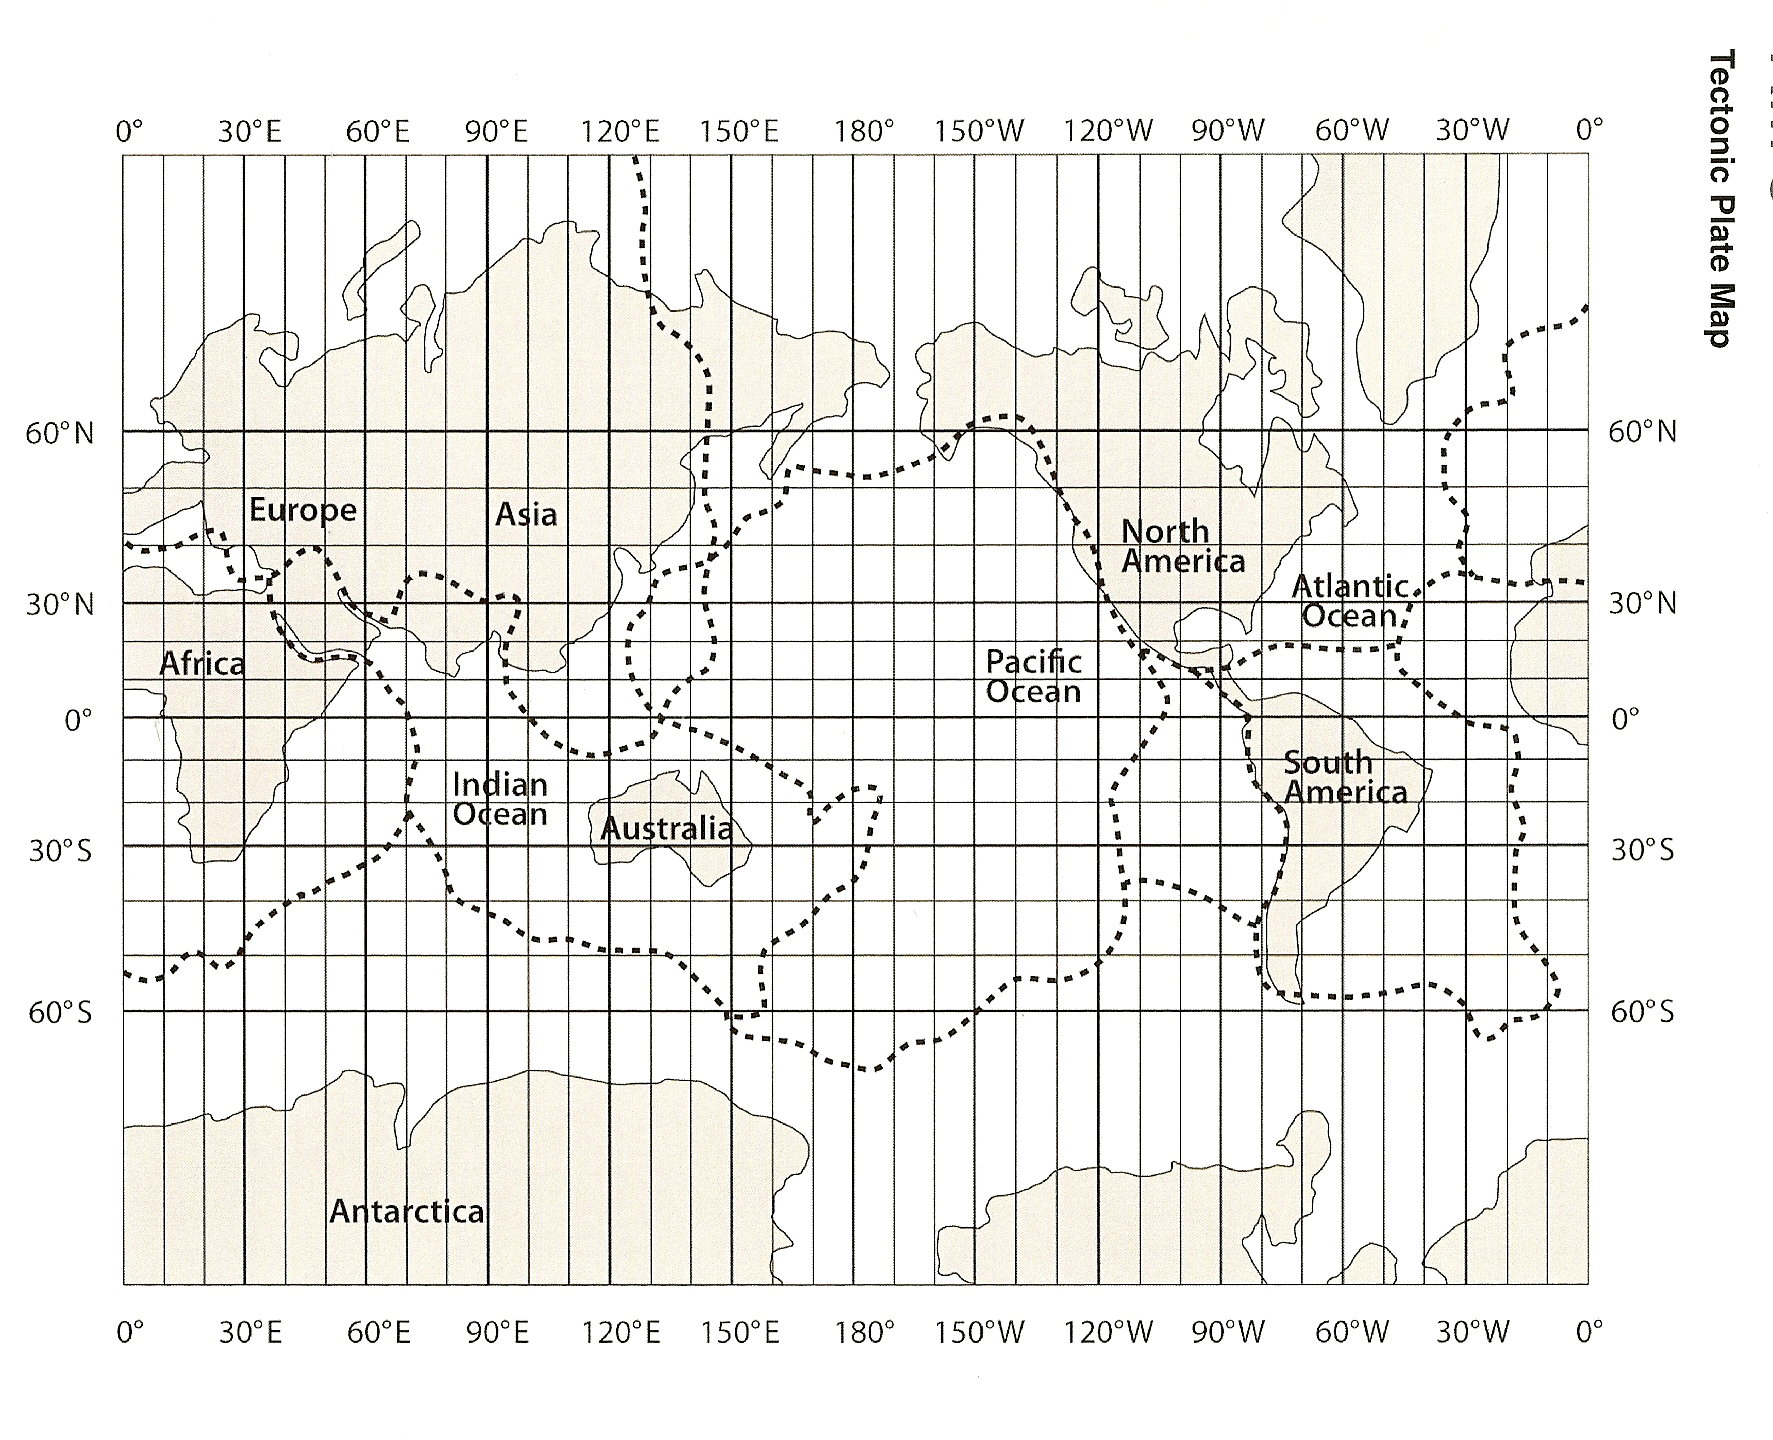 Tectonic Plate Map
0° 30°E 60°E 90°E 120°E 150°E 180° 150°W 120°W 90°W 60°W 30°W 0°
60°N 60°N
Europe Asia
North
America
Atlantic
Ocean
30°N 30°N
Africa
Pacific
Ocean
0° 0°
South
America
Indian
Ocean
Australia
30°S 30°S
60°S 60°S
Antarctica
0° 30°E 60°E 90°E 120°E 150°E 180° 150°W 120°W 90°W 60°W 30°W 0°